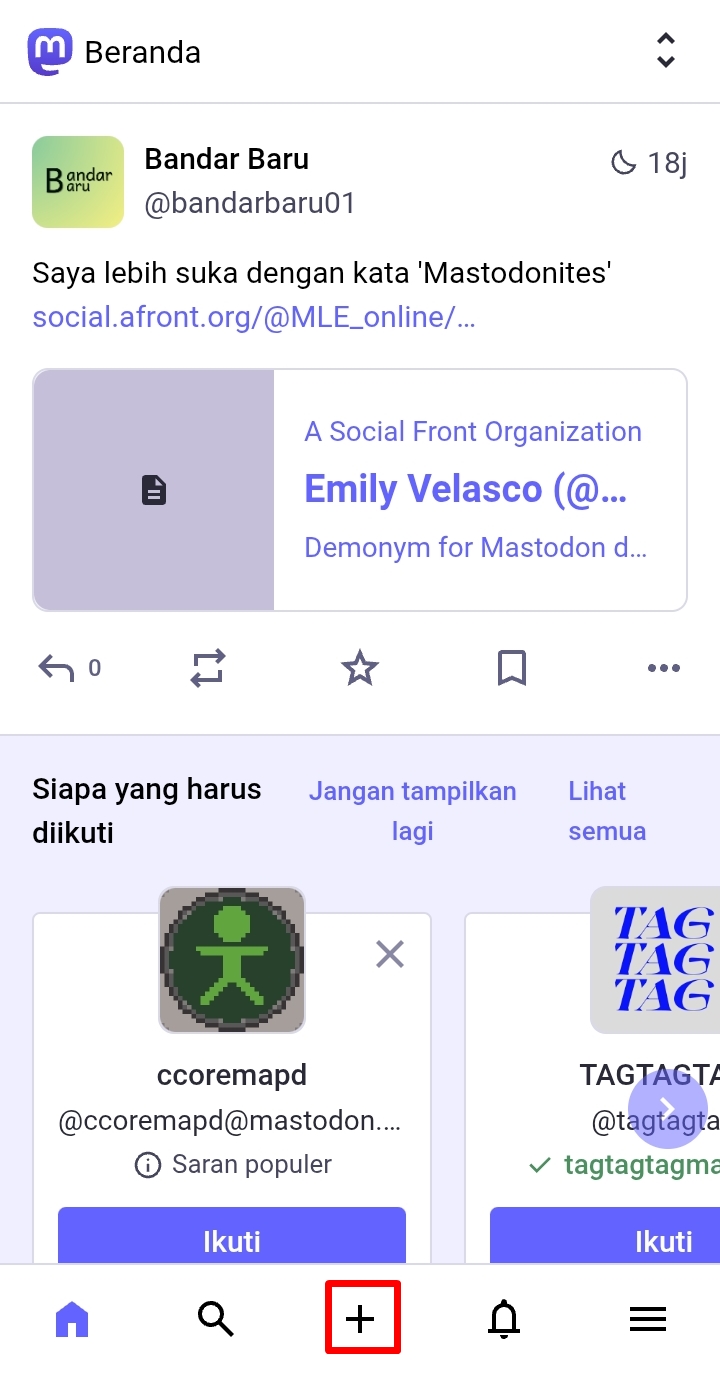 Beranda
Bandar Baru
18j
@bandarbaru01
Bandar
Baru
Saya lebih suka dengan kata 'Mastodonites'
social.afront.org/@MLE_online/…
A Social Front Organization
Emily Velasco (@…
Demonym for Mastodon d…
0
Siapa yang harus diikuti
Jangan tampilkan lagi
Lihat semua
ccoremapd
@ccoremapd@mastodon.…
Saran populer
Ikuti
TAG
TAG
TAG
TAGTAGTA
@tagtagta
tagtagtagma
Ikuti